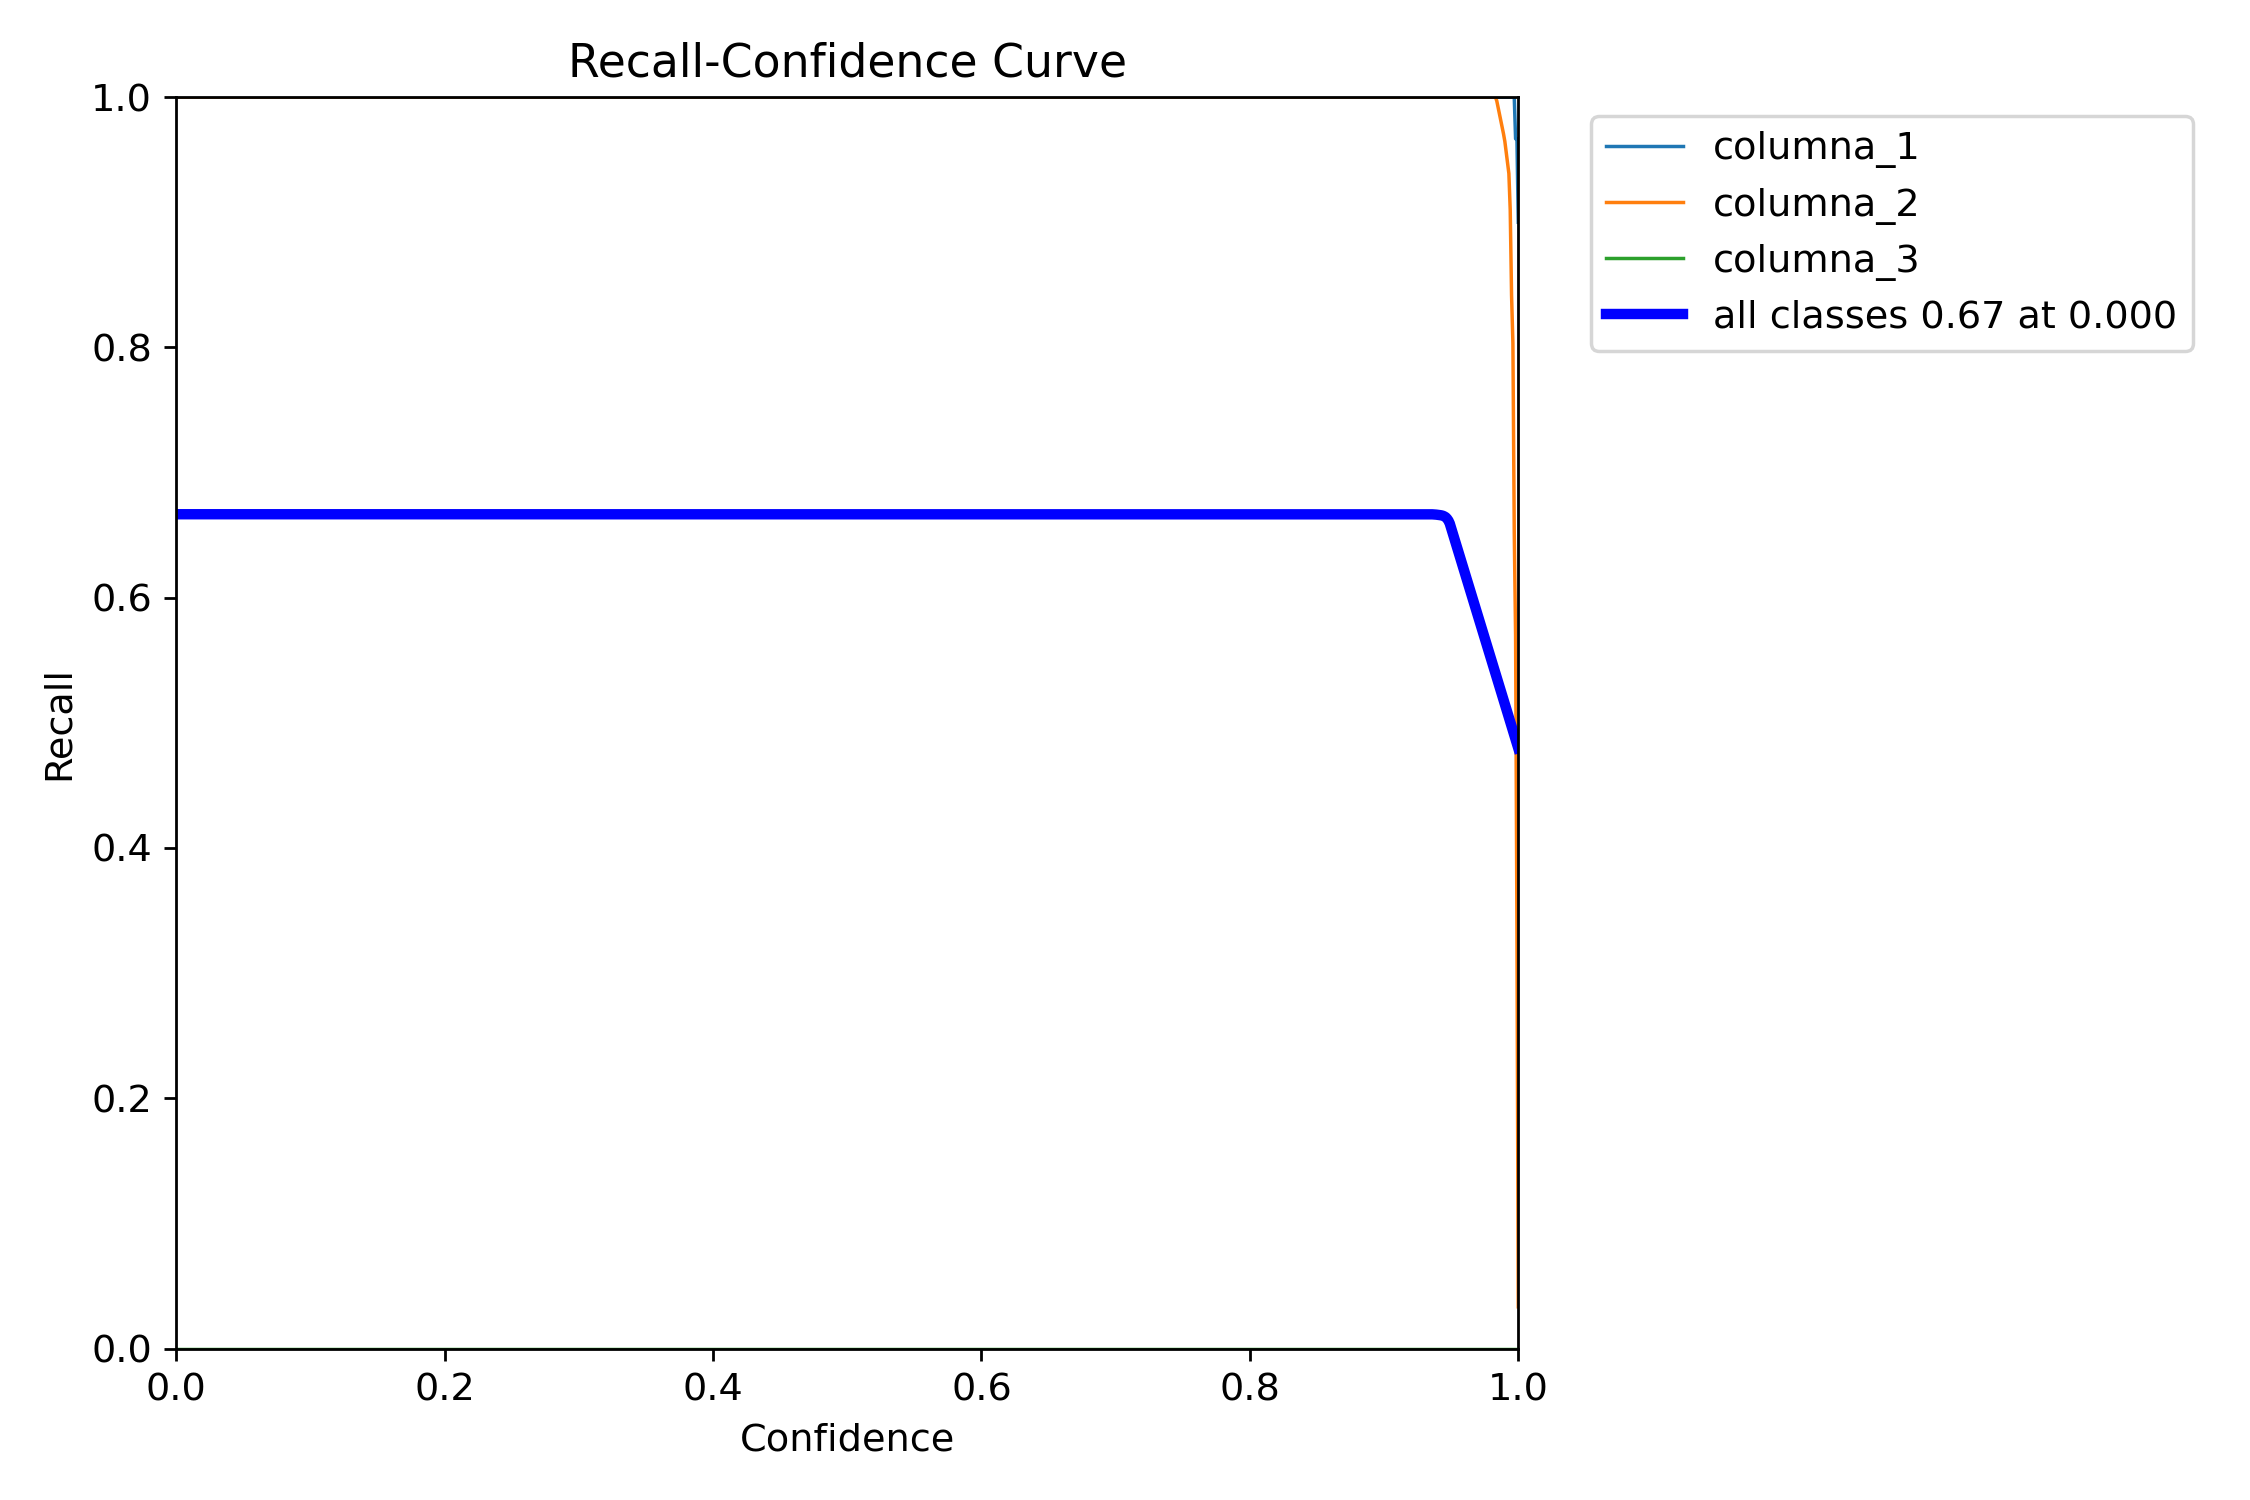 Recall-Confidence Curve
1.0
0.8
0.6
0.4
0.2
0.0
Recall
0.0 0.2 0.4 0.6 0.8 1.0
Confidence
columna_1
columna_2
columna_3
all classes 0.67 at 0.000